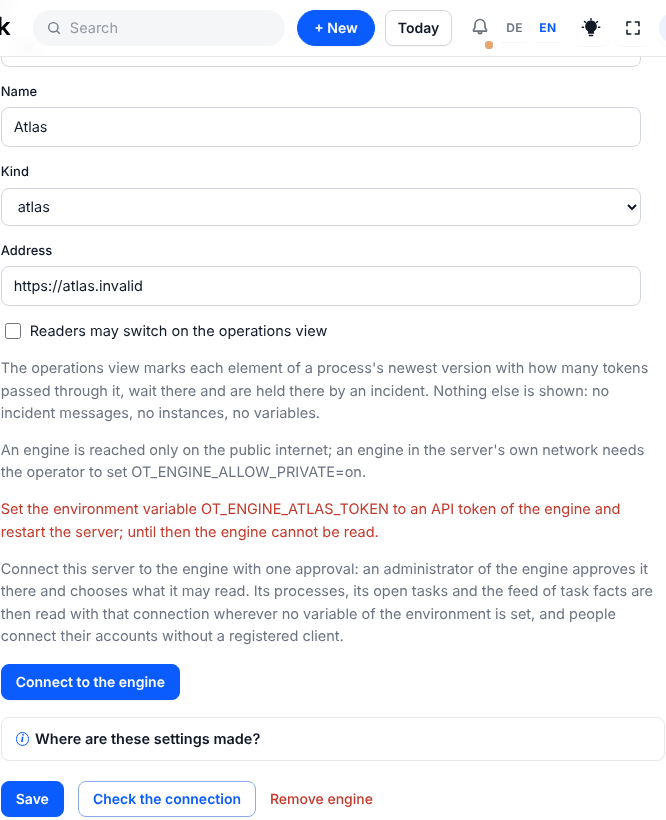 k
Search
+ New
Today
DE
EN
Name
Atlas
Kind
atlas
Address
https://atlas.invalid
Readers may switch on the operations view
The operations view marks each element of a process's newest version with how many tokens
passed through it, wait there and are held there by an incident. Nothing else is shown: no
incident messages, no instances, no variables.
An engine is reached only on the public internet; an engine in the server's own network needs
the operator to set OT_ENGINE_ALLOW_PRIVATE=on.
Set the environment variable OT_ENGINE_ATLAS_TOKEN to an API token of the engine and
restart the server; until then the engine cannot be read.
Connect this server to the engine with one approval: an administrator of the engine approves it
there and chooses what it may read. Its processes, its open tasks and the feed of task facts are
then read with that connection wherever no variable of the environment is set, and people
connect their accounts without a registered client.
Connect to the engine
Where are these settings made?
Save
Check the connection
Remove engine